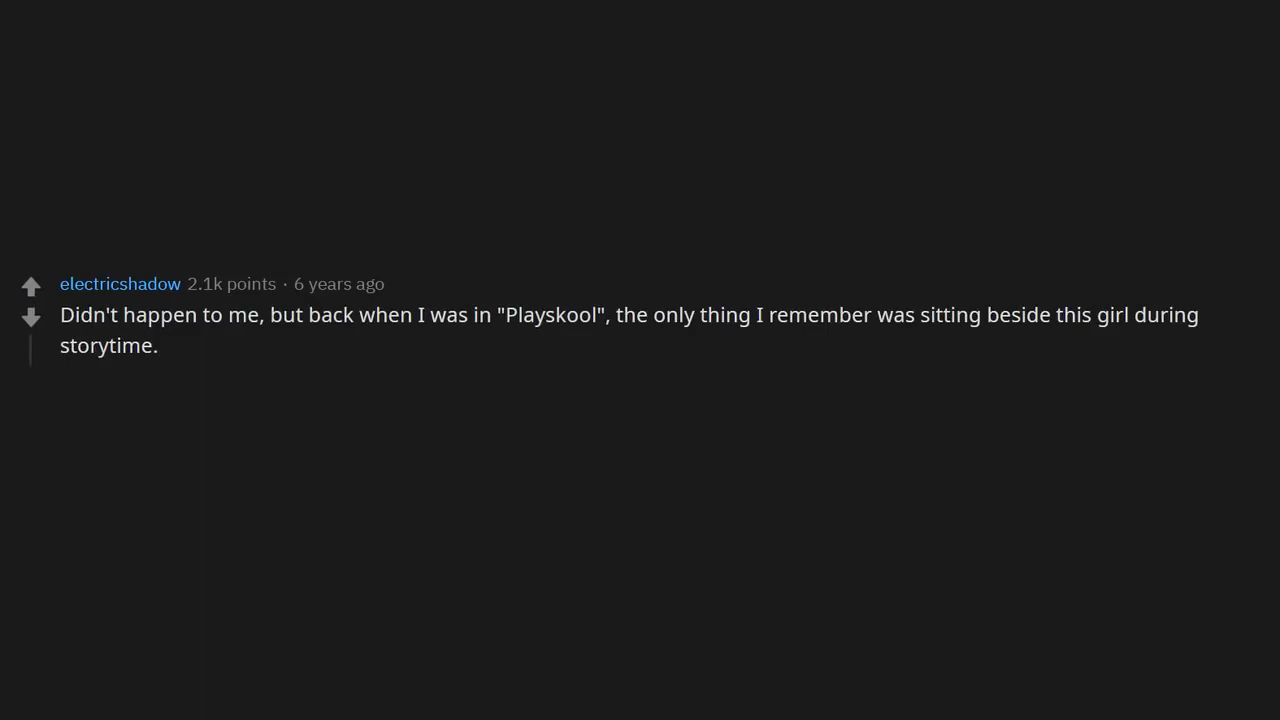 electricshadow 2.1k points · 6 years ago
Didn't happen to me, but back when I was in "Playskool", the only thing I remember was sitting beside this girl during
storytime.